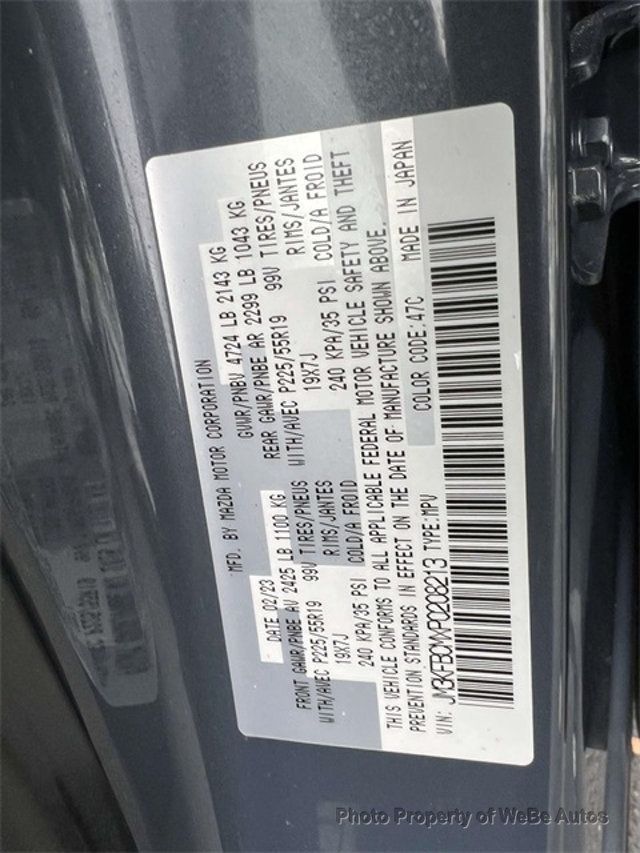 MFD. BY MAZDA MOTOR CORPORATION
DATE 02/23 GVWR/PNBV 4724 LB 2143 KG
FRONT GAWR/PNBE AV 2425 LB 1100 KG REAR GAWR/PNBE AR 2299 LB 1043 KG
WITH/AVEC P225/55R19 99V TIRES/PNEUS WITH/AVEC P225/55R19 99V TIRES/PNEUS
19X7J RIMS/JANTES 19X7J RIMS/JANTES
240 KPA/35 PSI COLD/A FROID 240 KPA/35 PSI COLD/A FROID
THIS VEHICLE CONFORMS TO ALL APPLICABLE FEDERAL MOTOR VEHICLE SAFETY AND THEFT
PREVENTION STANDARDS IN EFFECT ON THE DATE OF MANUFACTURE SHOWN ABOVE.
VIN: JM3KFBCMXP0208213 TYPE:MPV COLOR CODE:47C MADE IN JAPAN
Photo Property of WeBe Autos